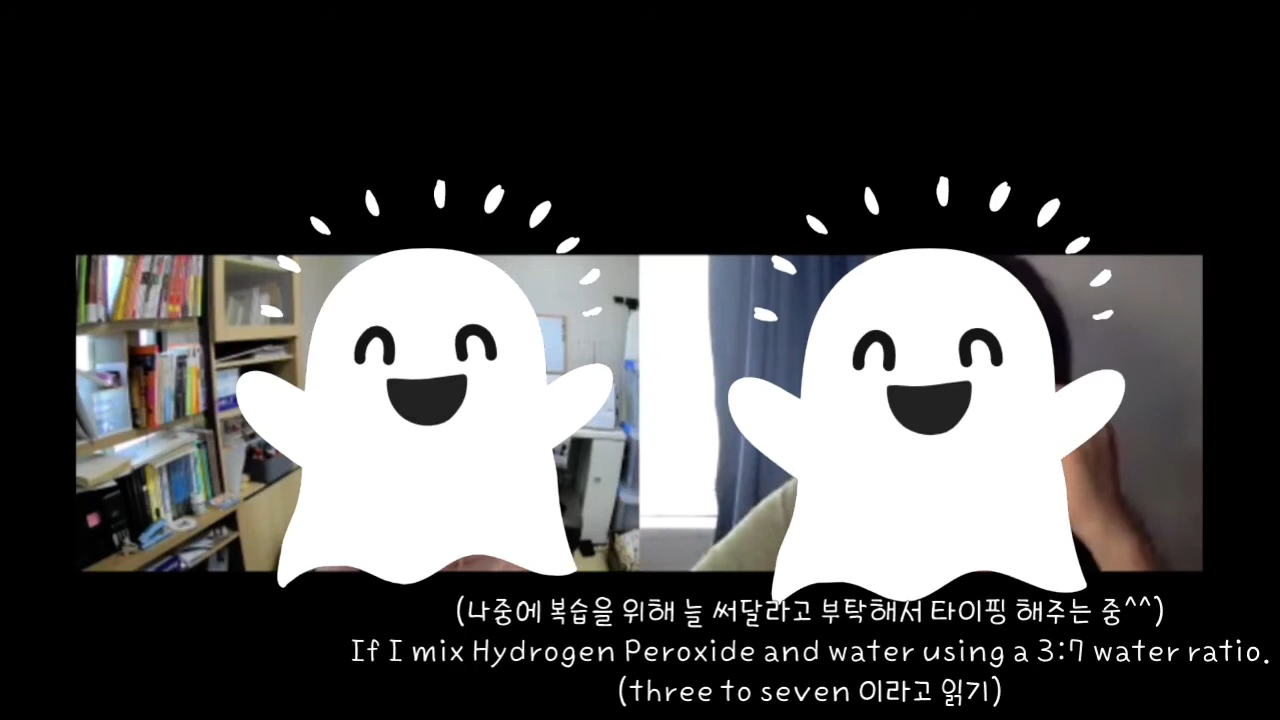 (나중에 복습을 위해 늘 써달라고 부탁해서 타이핑 해주는 중^^)
If I mix Hydrogen Peroxide and water using a 3:7 water ratio.
(three to seven 이라고 읽기)